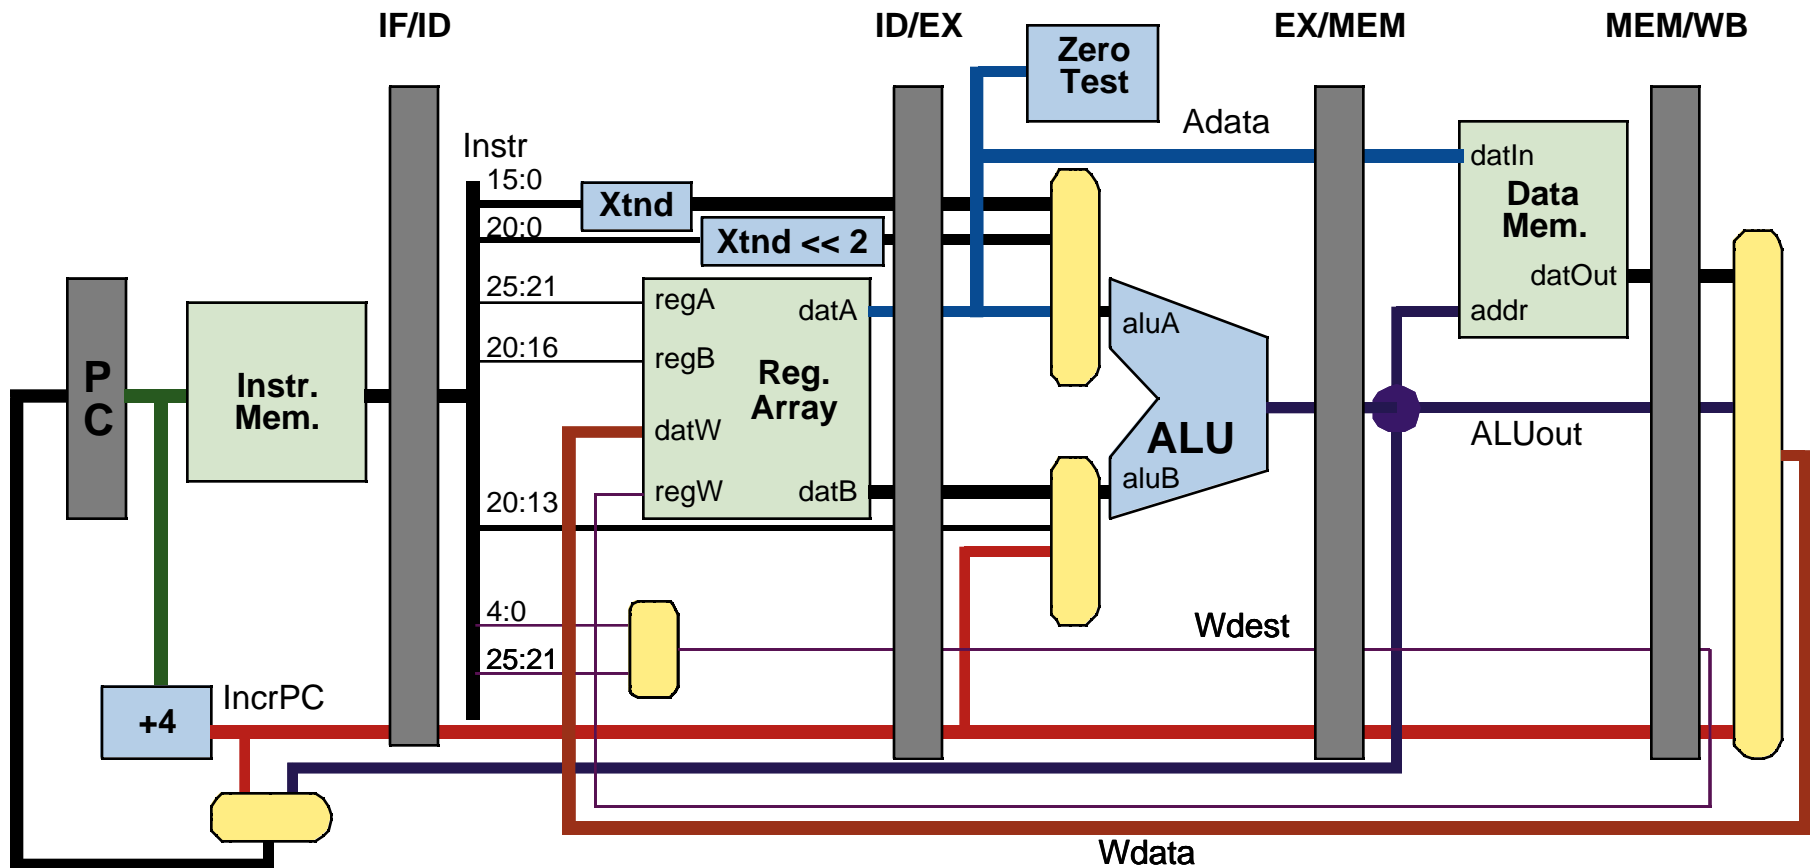 IF/ID
ID/EX
EX/MEM
MEM/WB
Zero
Test
Adata
Instr
15:0
Xtnd
20:0
Xtnd << 2
25:21
20:16
20:13
4:0
25:21
regA
datA
regB
Reg.
Array
datW
regW
datB
P
C
Instr.
Mem.
aluA
ALU
aluB
datIn
Data
Mem.
datOut
addr
ALUout
Wdest
+4
IncrPC
Wdata